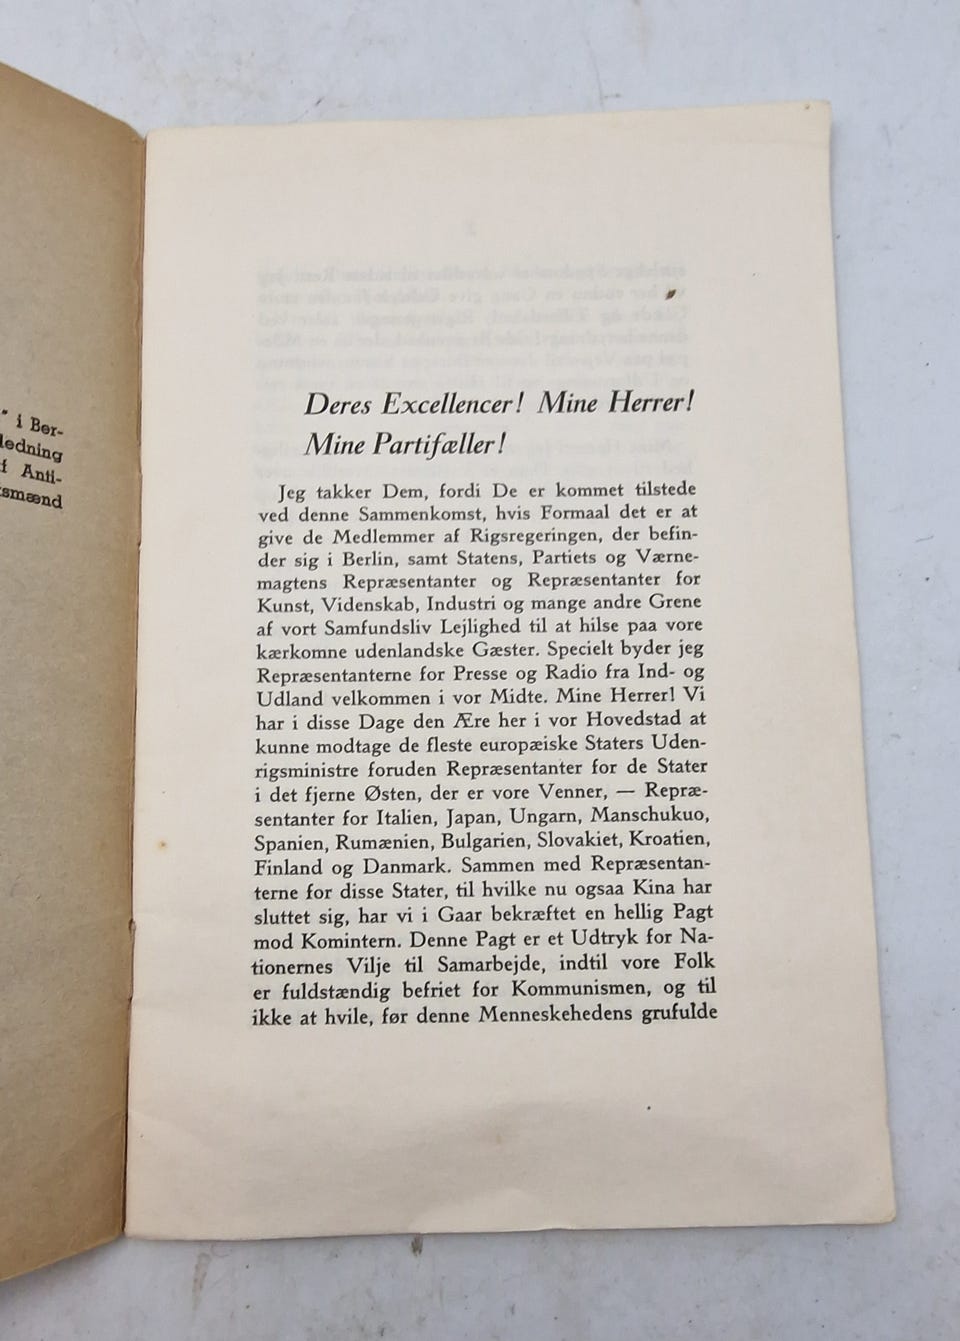 " i Ber-
ledning
f Anti-
smænd
Deres Excellencer! Mine Herrer!
Mine Partifæller!
Jeg takker Dem, fordi De er kommet tilstede
ved denne Sammenkomst, hvis Formaal det er at
give de Medlemmer af Rigsregeringen, der befin-
der sig i Berlin, samt Statens, Partiets og Værne-
magtens Repræsentanter og Repræsentanter for
Kunst, Videnskab, Industri og mange andre Grene
af vort Samfundsliv Lejlighed til at hilse paa vore
kærkomne udenlandske Gæster. Specielt byder jeg
Repræsentanterne for Presse og Radio fra Ind- og
Udland velkommen i vor Midte. Mine Herrer! Vi
har i disse Dage den Ære her i vor Hovedstad at
kunne modtage de fleste europæiske Staters Uden-
rigsministre foruden Repræsentanter for de Stater
i det fjerne Østen, der er vore Venner, — Repræ-
sentanter for Italien, Japan, Ungarn, Manschukuo,
Spanien, Rumænien, Bulgarien, Slovakiet, Kroatien,
Finland og Danmark. Sammen med Repræsentan-
terne for disse Stater, til hvilke nu ogsaa Kina har
sluttet sig, har vi i Gaar bekræftet en hellig Pagt
mod Komintern. Denne Pagt er et Udtryk for Na-
tionernes Vilje til Samarbejde, indtil vore Folk
er fuldstændig befriet for Kommunismen, og til
ikke at hvile, før denne Menneskehedens grufulde